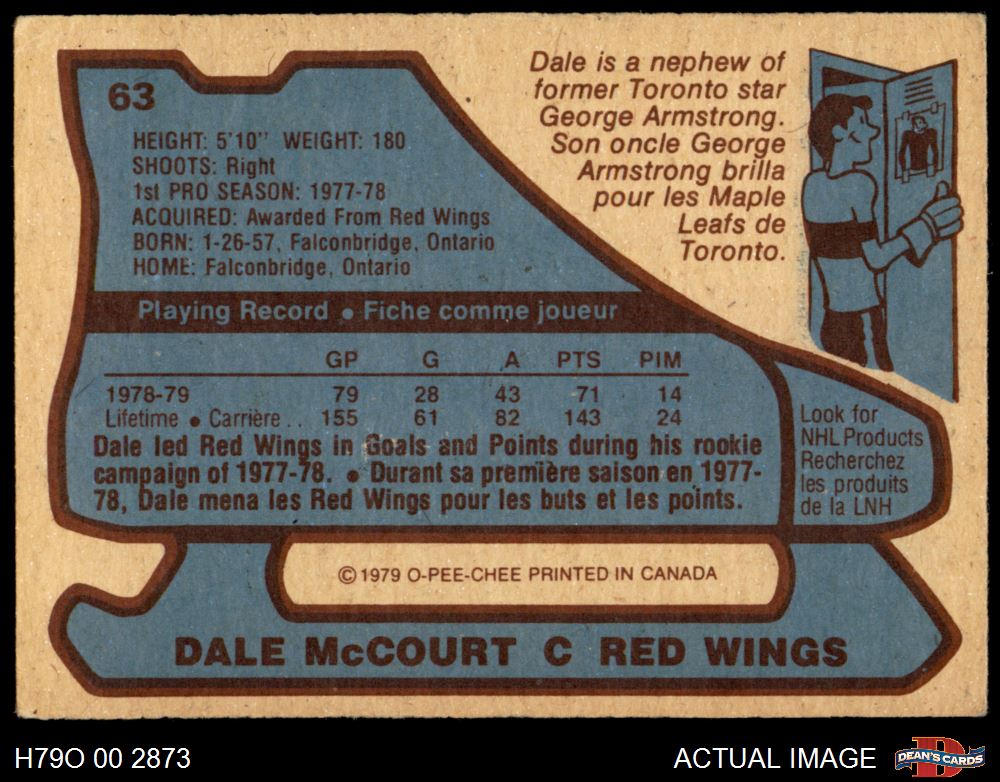 63
HEIGHT: 5'10" WEIGHT: 180
SHOOTS: Right
1st PRO SEASON: 1977-78
ACQUIRED: Awarded From Red Wings
BORN: 1-26-57, Falconbridge, Ontario
HOME: Falconbridge, Ontario
Dale is a nephew of
former Toronto star
George Armstrong.
Son oncle George
Armstrong brilla
pour les Maple
Leafs de
Toronto.
Playing Record • Fiche comme joueur
GP G A PTS PIM
1978-79 79 28 43 71 14
Lifetime • Carrière . . 155 61 82 143 24
Dale led Red Wings in Goals and Points during his rookie
campaign of 1977-78. • Durant sa première saison en 1977-
78, Dale mena les Red Wings pour les buts et les points.
Look for
NHL Products
Recherchez
les produits
de la LNH
© 1979 O-PEE-CHEE PRINTED IN CANADA
DALE McCOURT C RED WINGS
H79O 00 2873
ACTUAL IMAGE
DEAN'S CARDS